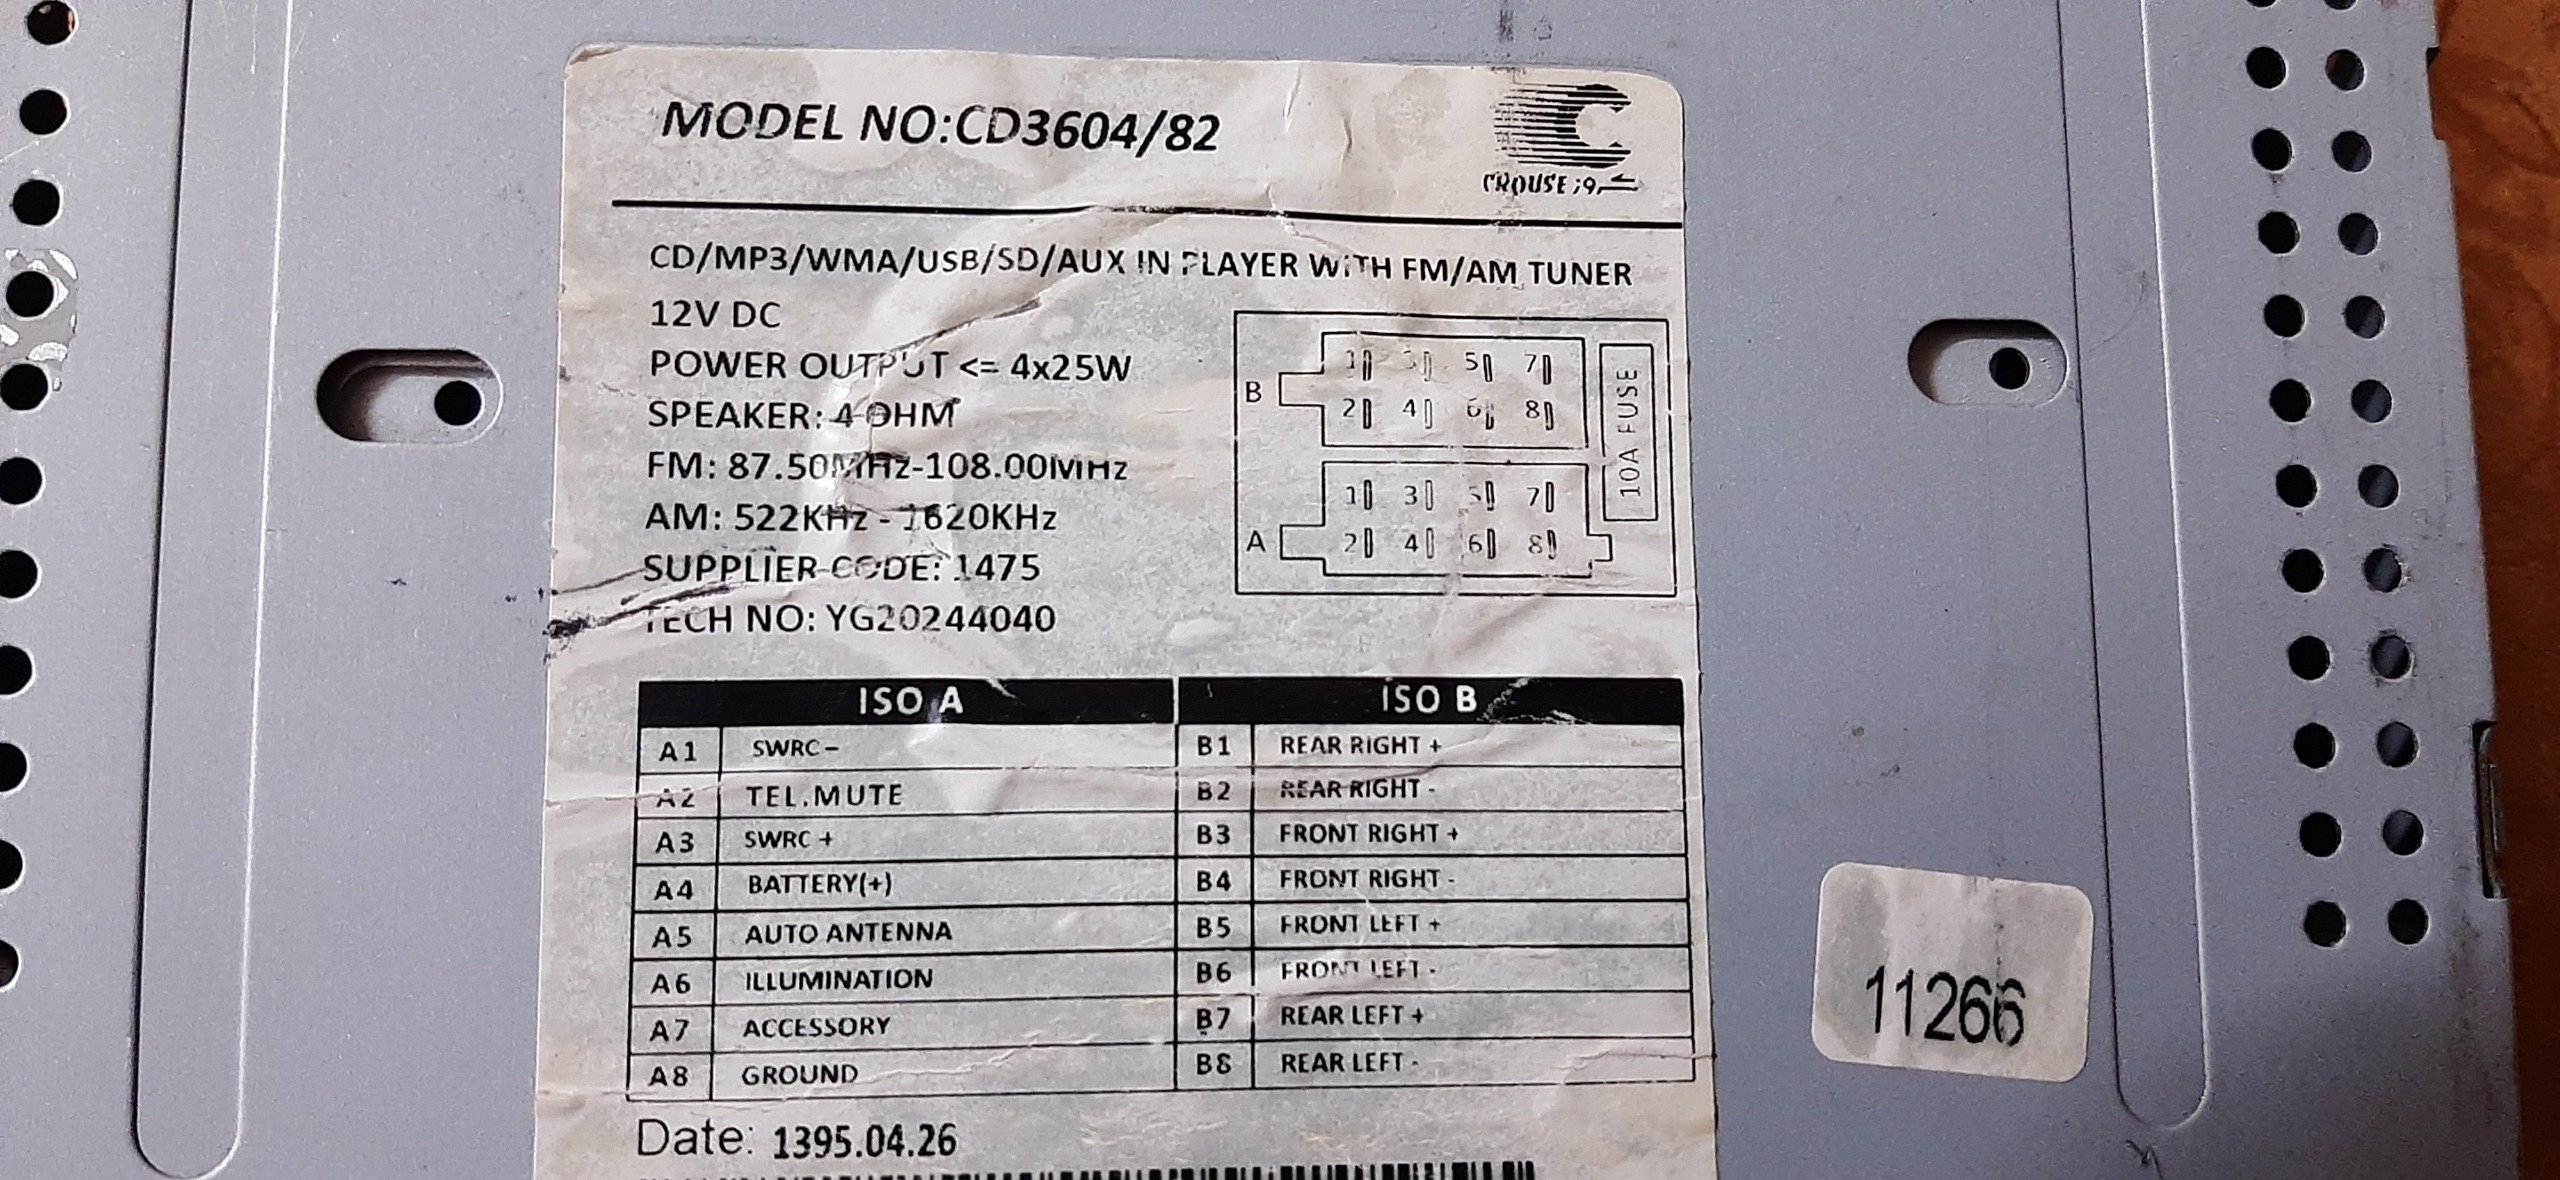 MODEL NO:CD3604/82
CROUSE کروز
CD/MP3/WMA/USB/SD/AUX IN PLAYER WITH FM/AM TUNER
12V DC
POWER OUTPUT <= 4x25W
SPEAKER: 4 OHM
FM: 87.50MHz-108.00MHz
AM: 522KHz - 1620KHz
SUPPLIER CODE: 1475
TECH NO: YG20244040
B 1 3 5 7
2 4 6 8
A 1 3 5 7
2 4 6 8
10A FUSE
ISO A ISO B
A1 SWRC- B1 REAR RIGHT +
A2 TEL.MUTE B2 REAR RIGHT -
A3 SWRC + B3 FRONT RIGHT +
A4 BATTERY(+) B4 FRONT RIGHT -
A5 AUTO ANTENNA B5 FRONT LEFT +
A6 ILLUMINATION B6 FRONT LEFT -
A7 ACCESSORY B7 REAR LEFT +
A8 GROUND B8 REAR LEFT -
Date: 1395.04.26
11266